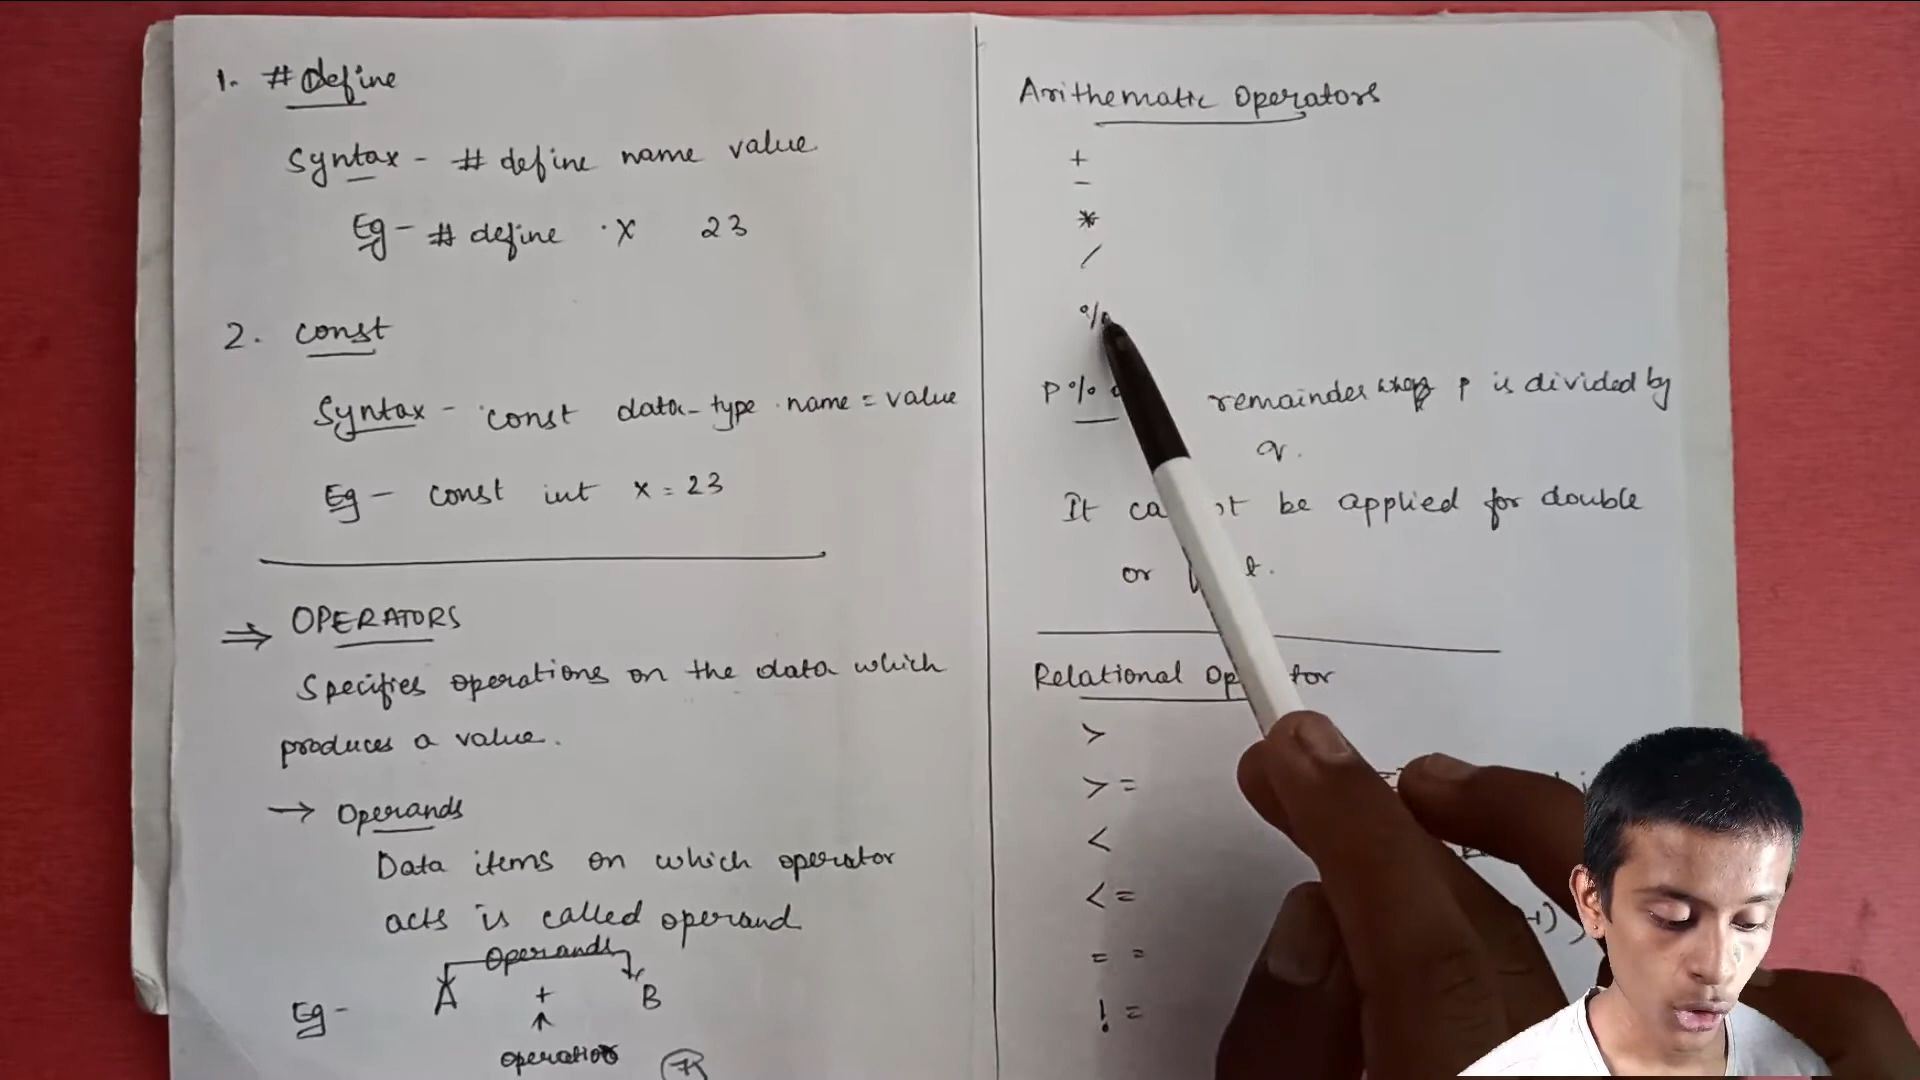 1. # Define
Syntax - # define name value
Eg - # define x 23
2. const
Syntax - const data-type name = value
Eg - const int x = 23
⇒ OPERATORS
Specifies operations on the data which
produces a value.
→ Operands
Data items on which operator
acts is called operand
Operands
Eg - A + B
↑
Arithematic Operators
+
-
*
/
%
P % remainder p is divided by
q.
It be applied for double
or
Relational
>
>=
<
<=
= =
! =